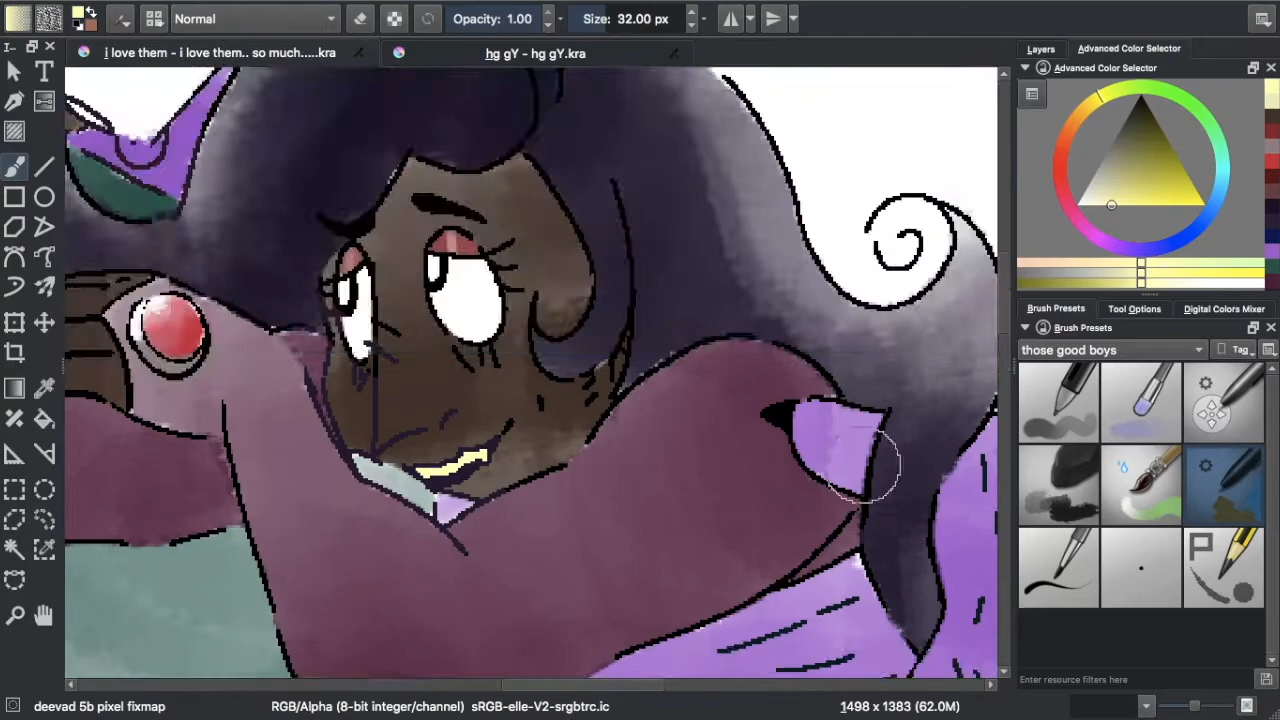 Normal
Opacity: 1.00
Size: 32.00 px
i love them - i love them.. so much.....kra
hg gY - hg gY.kra
I...
Layers
Advanced Color Selector
Advanced Color Selector
Brush Presets
Tool Options
Digital Colors Mixer
Brush Presets
those good boys
Tag
Enter resource filters here
deevad 5b pixel fixmap
RGB/Alpha (8-bit integer/channel) sRGB-elle-V2-srgbtrc.ic
1498 x 1383 (62.0M)